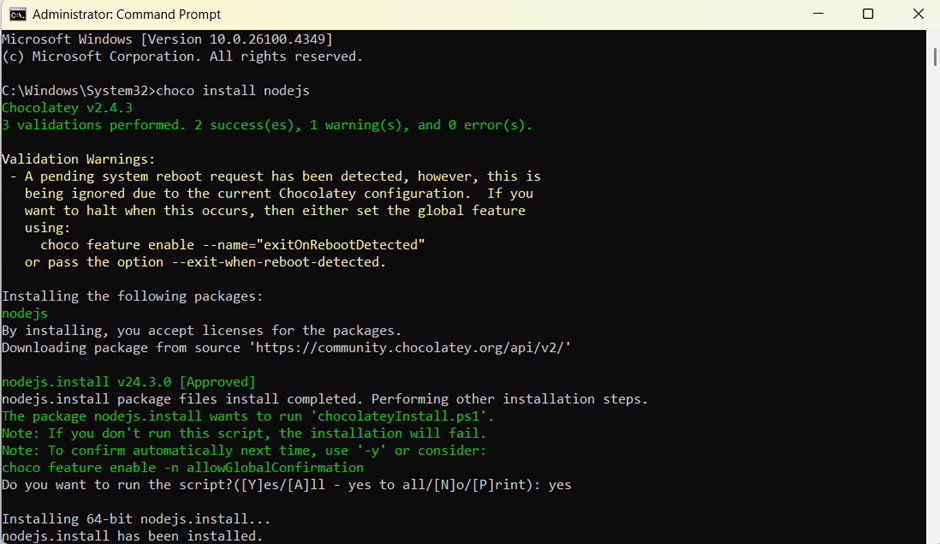 Administrator: Command Prompt
Microsoft Windows [Version 10.0.26100.4349]
(c) Microsoft Corporation. All rights reserved.
C:\Windows\System32>choco install nodejs
Chocolatey v2.4.3
3 validations performed. 2 success(es), 1 warning(s), and 0 error(s).
Validation Warnings:
 - A pending system reboot request has been detected, however, this is
   being ignored due to the current Chocolatey configuration.  If you
   want to halt when this occurs, then either set the global feature
   using:
     choco feature enable --name="exitOnRebootDetected"
   or pass the option --exit-when-reboot-detected.
Installing the following packages:
nodejs
By installing, you accept licenses for the packages.
Downloading package from source 'https://community.chocolatey.org/api/v2/'
nodejs.install v24.3.0 [Approved]
nodejs.install package files install completed. Performing other installation steps.
The package nodejs.install wants to run 'chocolateyInstall.ps1'.
Note: If you don't run this script, the installation will fail.
Note: To confirm automatically next time, use '-y' or consider:
choco feature enable -n allowGlobalConfirmation
Do you want to run the script?([Y]es/[A]ll - yes to all/[N]o/[P]rint): yes
Installing 64-bit nodejs.install...
nodejs.install has been installed.